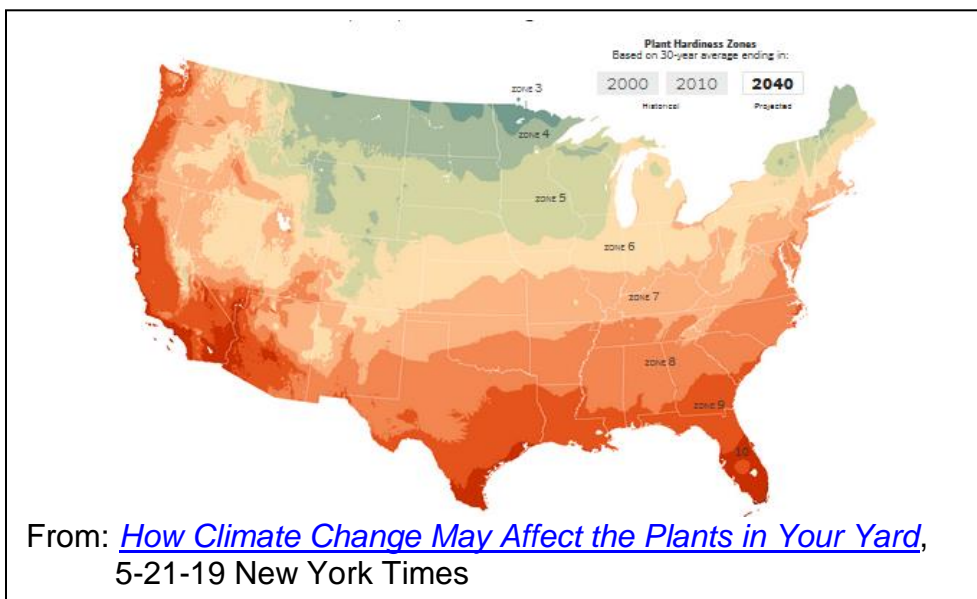 Plant Hardiness Zones
Based on 30-year average ending in:
2000 2010 2040
Historical Projected
ZONE 3
ZONE 4
ZONE 5
ZONE 6
ZONE 7
ZONE 8
ZONE 9
10
From: How Climate Change May Affect the Plants in Your Yard,
5-21-19 New York Times